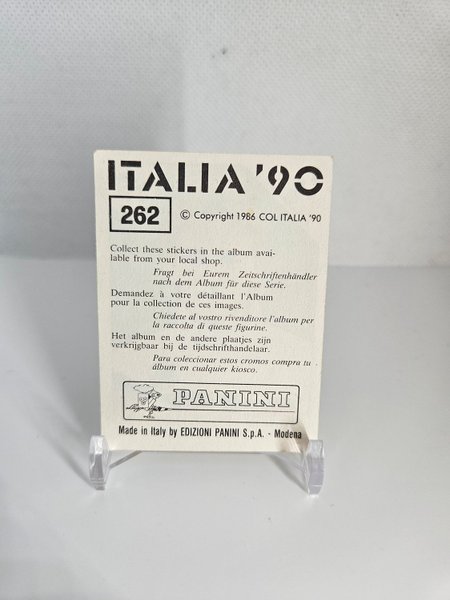 ITALIA '90
262
© Copyright 1986 COL ITALIA '90
Collect these stickers in the album avai-
lable from your local shop.
Fragt bei Eurem Zeitschriftenhändler
nach dem Album für diese Serie.
Demandez à votre détaillant l'Album
pour la collection de ces images.
Chiedete al vostro rivenditore l'album per
la raccolta di queste figurine.
Het album en de andere plaatjes zijn
verkrijgbaar bij de tijdschrifthandelaar.
Para coleccionar estos cromos compra tu
álbum en cualquier kiosco.
PANINI
Made in Italy by EDIZIONI PANINI S.p.A. - Modena